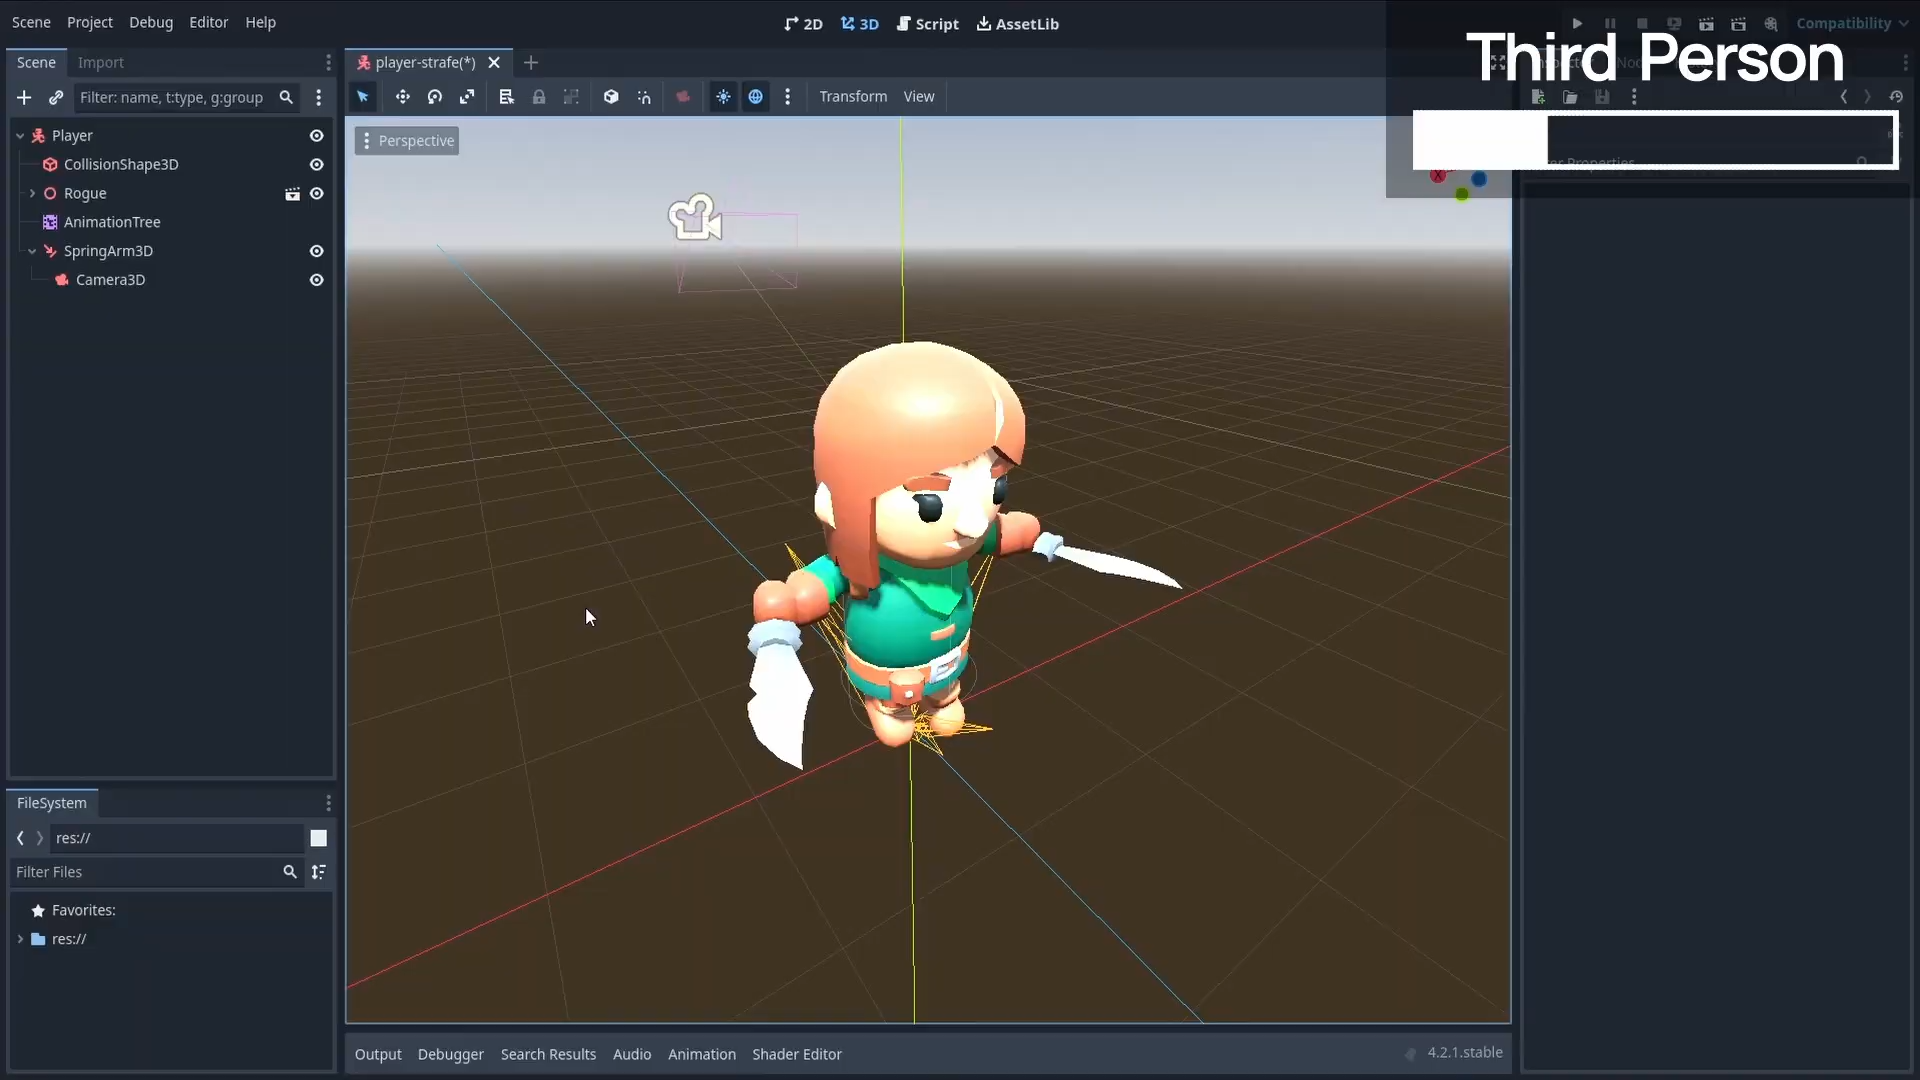 Scene Project Debug Editor Help
2D 3D Script AssetLib
Compatibility
Third Person
Scene Import
player-strafe(*)
Filter: name, t:type, g:group
Transform View
Player
Perspective
CollisionShape3D
Rogue
AnimationTree
SpringArm3D
Camera3D
X
FileSystem
res://
Filter Files
Favorites:
res://
Output Debugger Search Results Audio Animation Shader Editor
4.2.1.stable